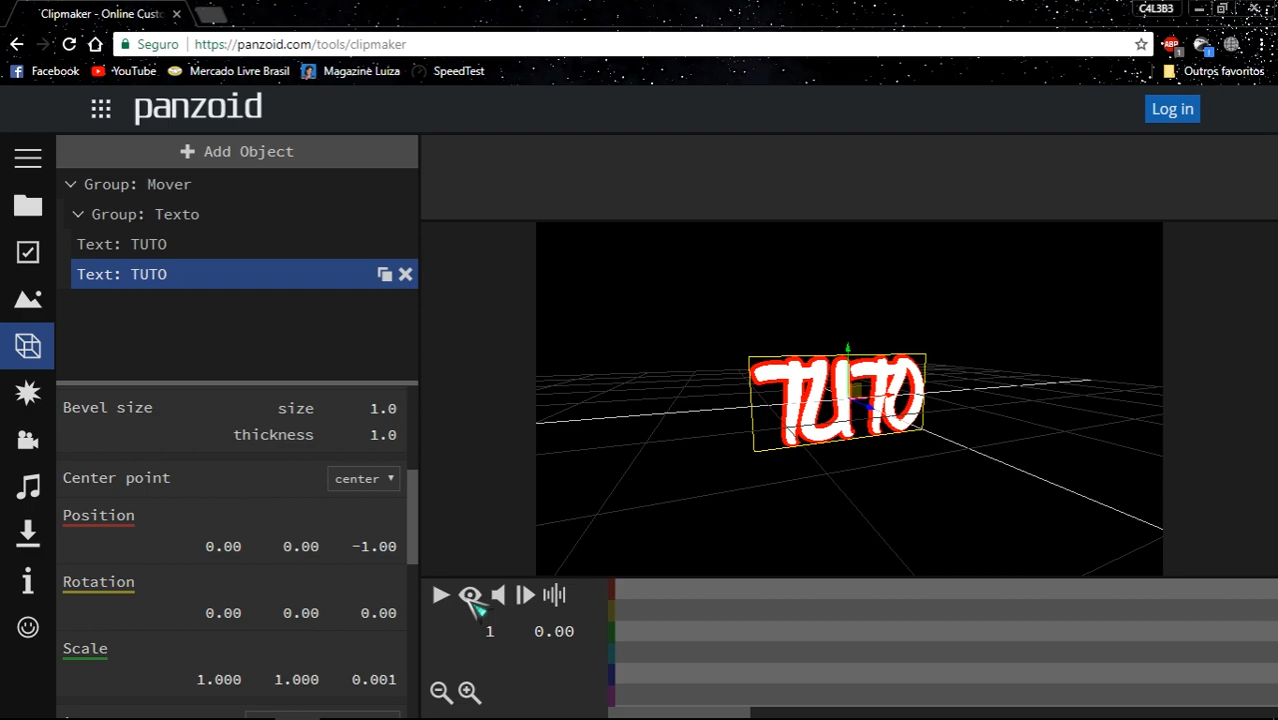 Clipmaker - Online Custo
C4L3B3
Seguro
https://panzoid.com/tools/clipmaker
ABP
1
Facebook
YouTube
Mercado Livre Brasil
Magazine Luiza
SpeedTest
Outros favoritos
panzoid
Log in
Add Object
Group: Mover
Group: Texto
Text: TUTO
Text: TUTO
TUTO
Bevel size
size
1.0
thickness
1.0
Center point
center
Position
0.00 0.00 -1.00
Rotation
0.00 0.00 0.00
Scale
1.000 1.000 0.001
1 0.00